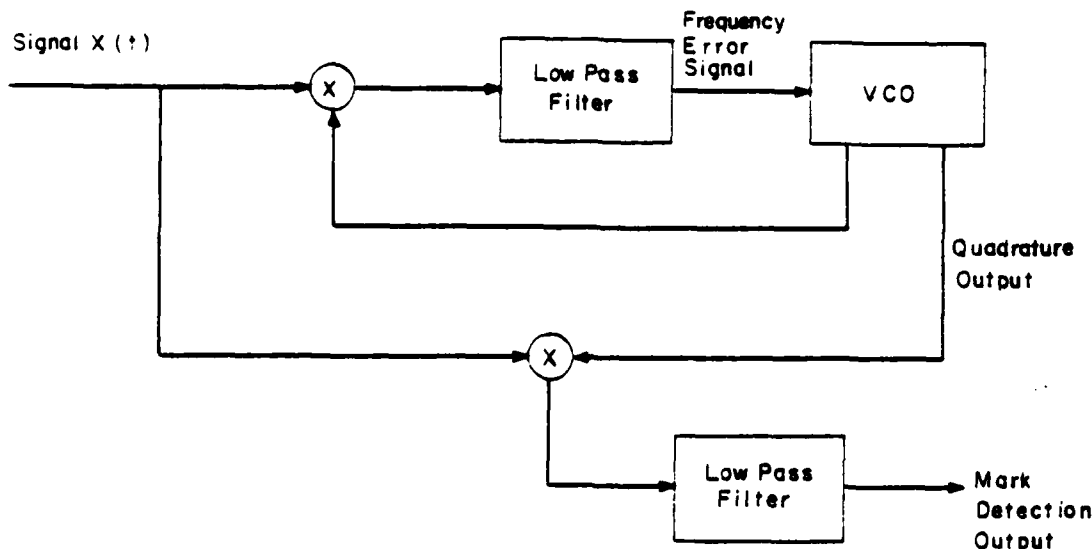 Signal X (t)
X
Low Pass
Filter
Frequency
Error
Signal
VCO
Quadrature
Output
X
Low Pass
Filter
Mark
Detection
Output